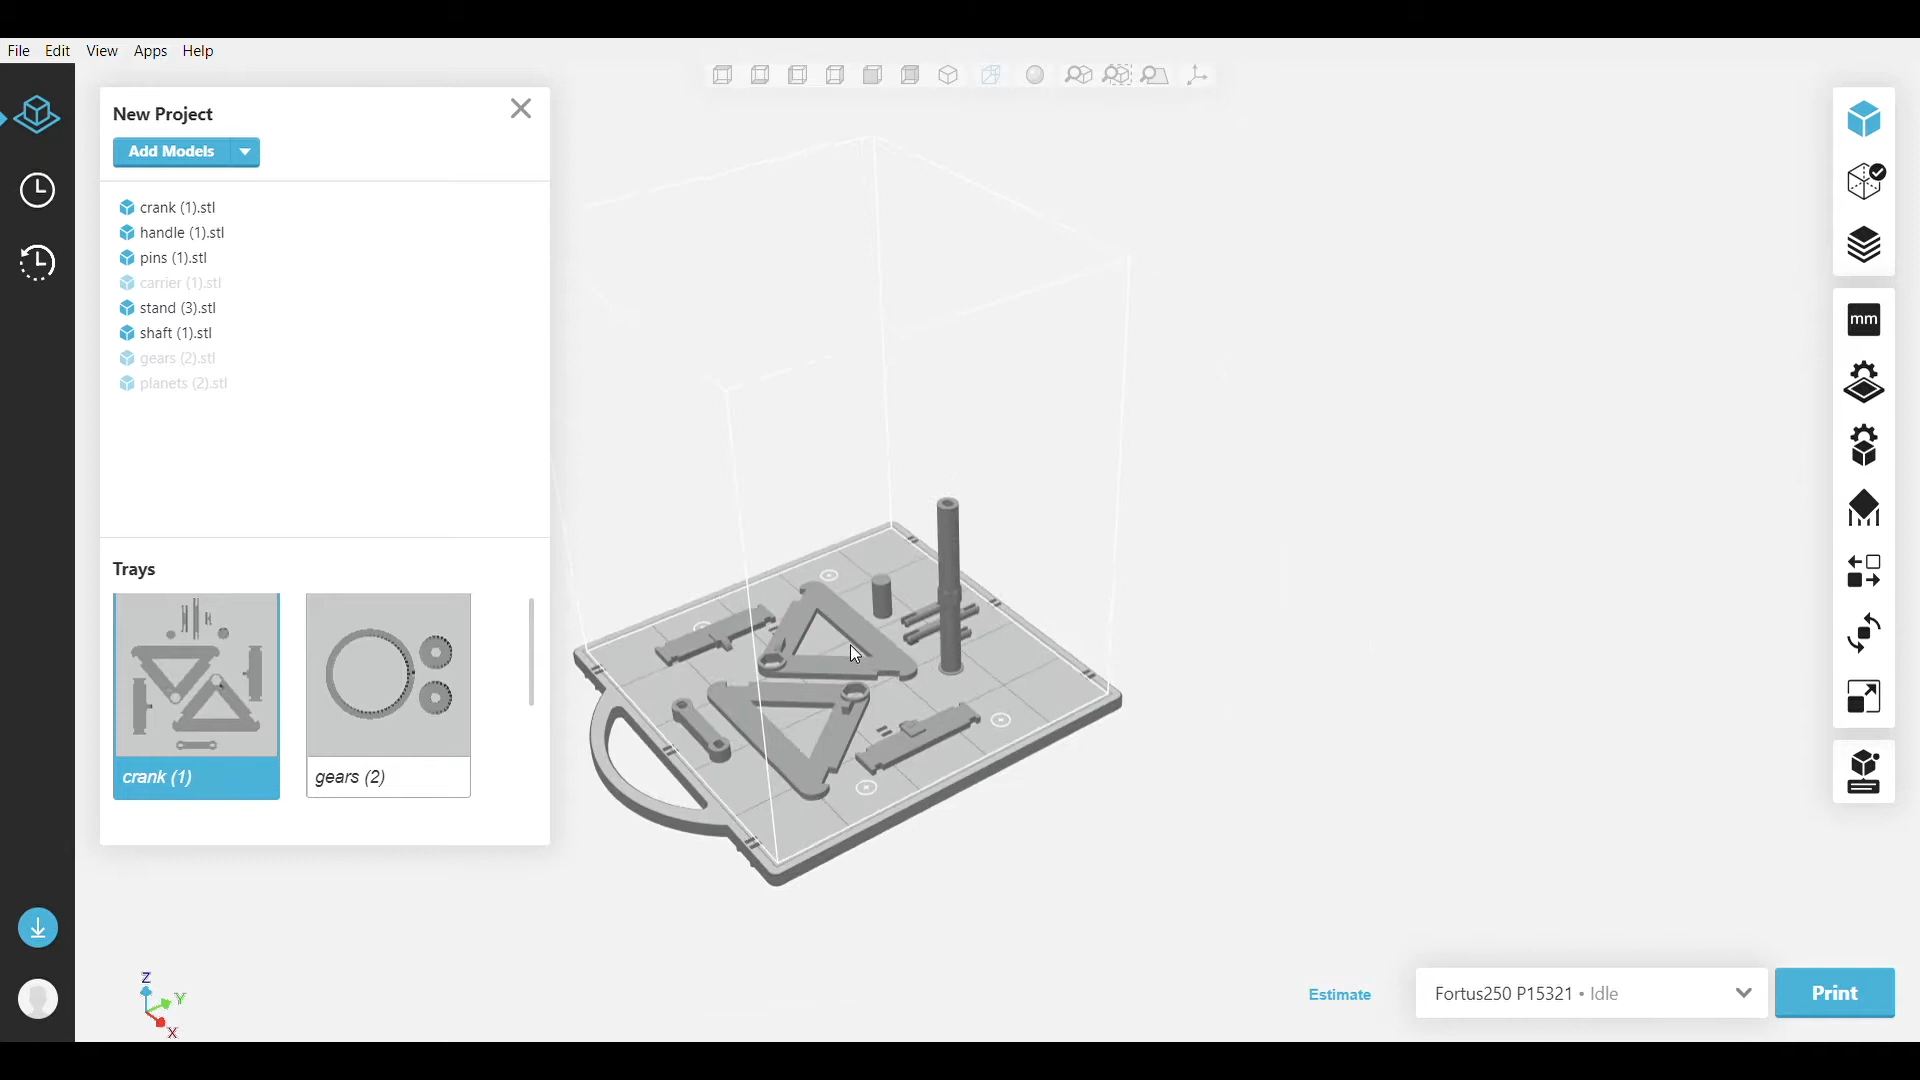 File Edit View Apps Help
New Project
Add Models
crank (1).stl
handle (1).stl
pins (1).stl
carrier (1).stl
stand (3).stl
shaft (1).stl
gears (2).stl
planets (2).stl
Trays
crank (1)
gears (2)
mm
Z
Y
X
Estimate
Fortus250 P15321 • Idle
Print